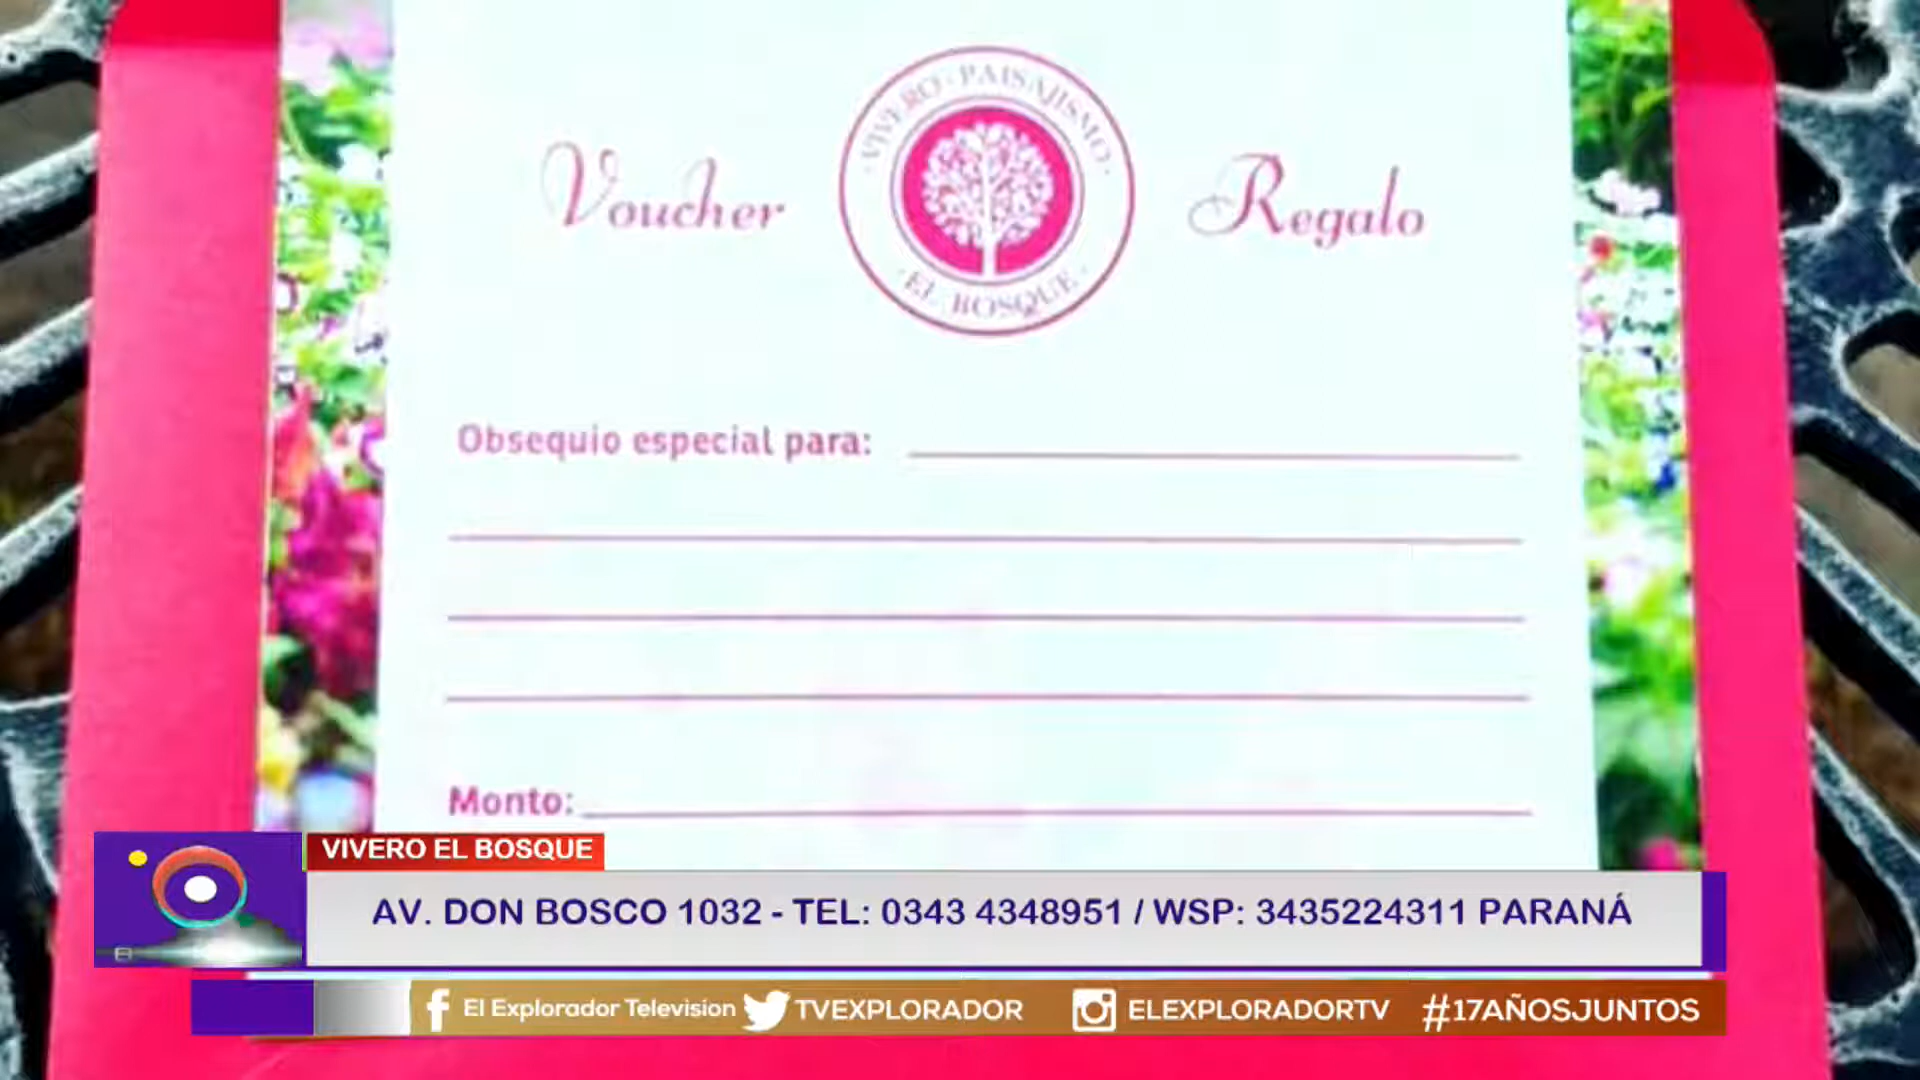 VIVERO · PAISAJISMO
Voucher Regalo
· EL BOSQUE ·
Obsequio especial para:
Monto:
VIVERO EL BOSQUE
AV. DON BOSCO 1032 - TEL: 0343 4348951 / WSP: 3435224311 PARANÁ
El Explorador Television TVEXPLORADOR ELEXPLORADORTV #17AÑOSJUNTOS